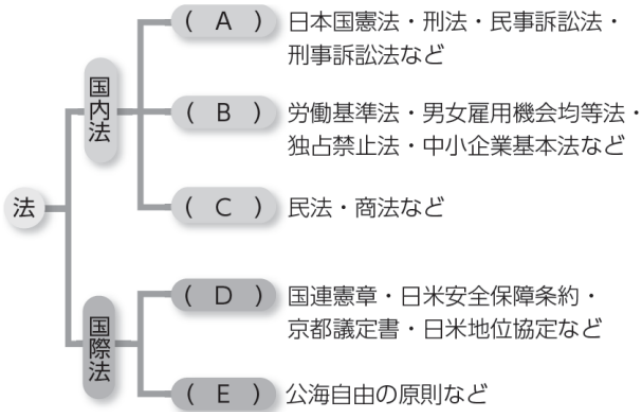 法
国内法
( A ) 日本国憲法・刑法・民事訴訟法・
刑事訴訟法など
( B ) 労働基準法・男女雇用機会均等法・
独占禁止法・中小企業基本法など
( C ) 民法・商法など
国際法
( D ) 国連憲章・日米安全保障条約・
京都議定書・日米地位協定など
( E ) 公海自由の原則など